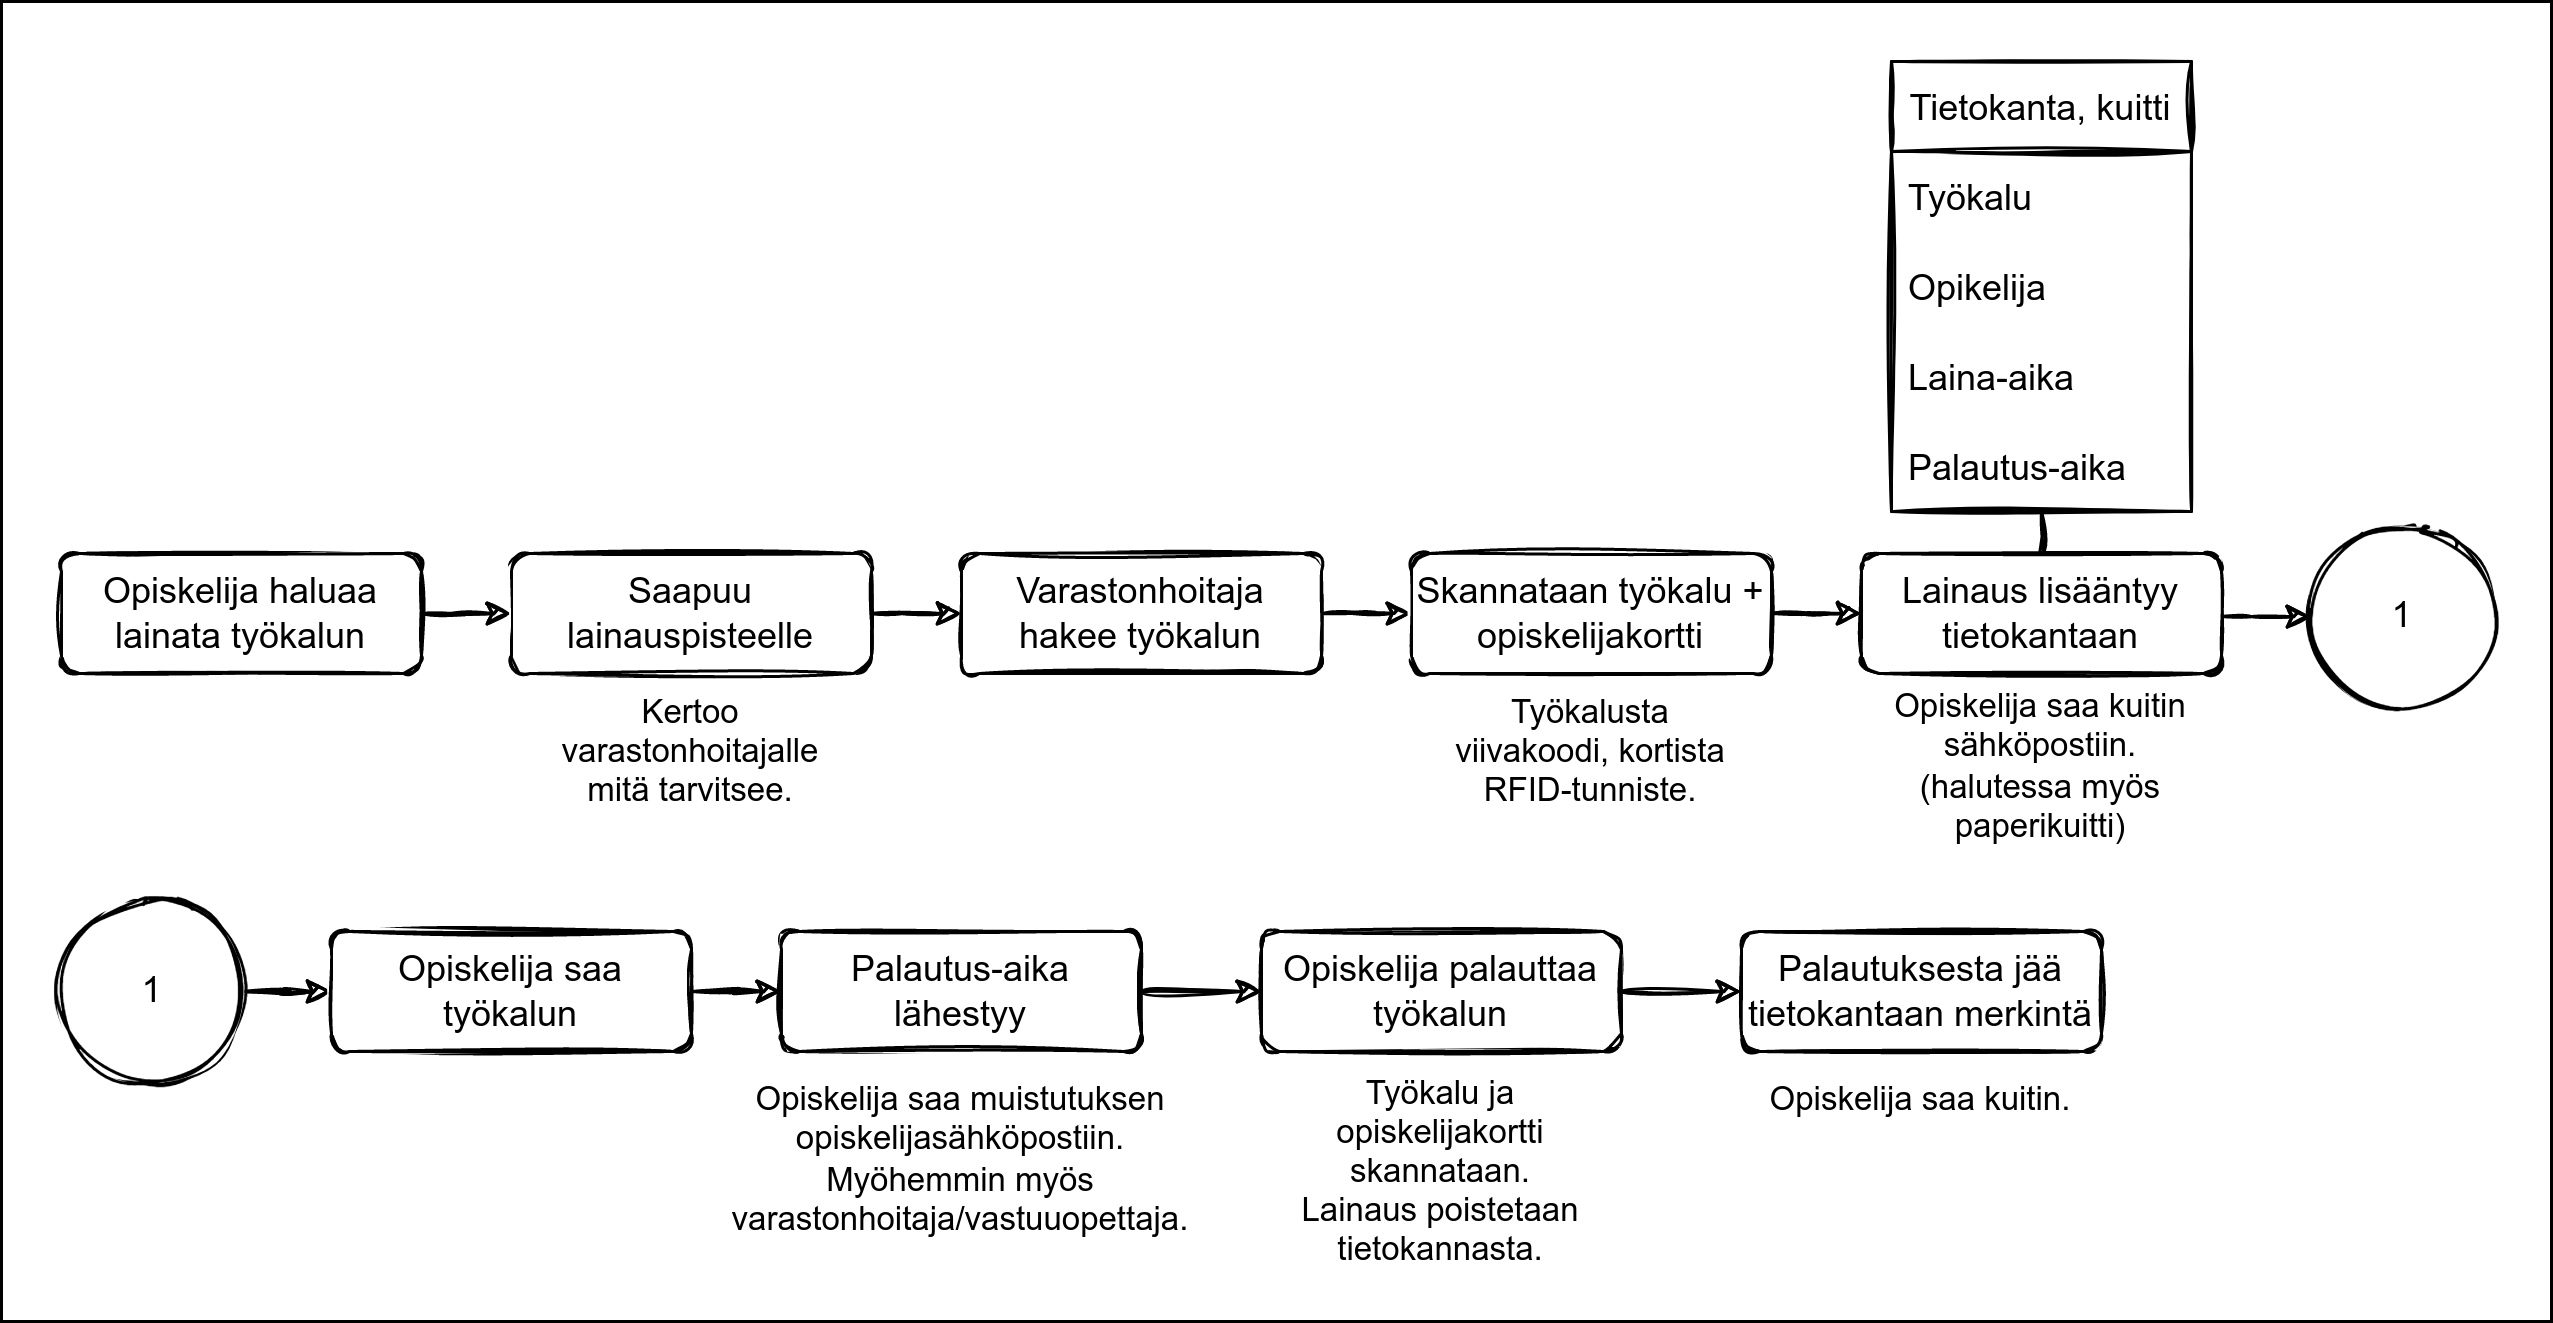 Tietokanta, kuitti
Työkalu
Opikelija
Laina-aika
Palautus-aika
Opiskelija haluaa
lainata työkalun
Saapuu
lainauspisteelle
Kertoo
varastonhoitajalle
mitä tarvitsee.
Varastonhoitaja
hakee työkalun
Skannataan työkalu +
opiskelijakortti
Työkalusta
viivakoodi, kortista
RFID-tunniste.
Lainaus lisääntyy
tietokantaan
Opiskelija saa kuitin
sähköpostiin.
(halutessa myös
paperikuitti)
1
1
Opiskelija saa
työkalun
Palautus-aika
lähestyy
Opiskelija saa muistutuksen
opiskelijasähköpostiin.
Myöhemmin myös
varastonhoitaja/vastuuopettaja.
Opiskelija palauttaa
työkalun
Työkalu ja
opiskelijakortti
skannataan.
Lainaus poistetaan
tietokannasta.
Palautuksesta jää
tietokantaan merkintä
Opiskelija saa kuitin.